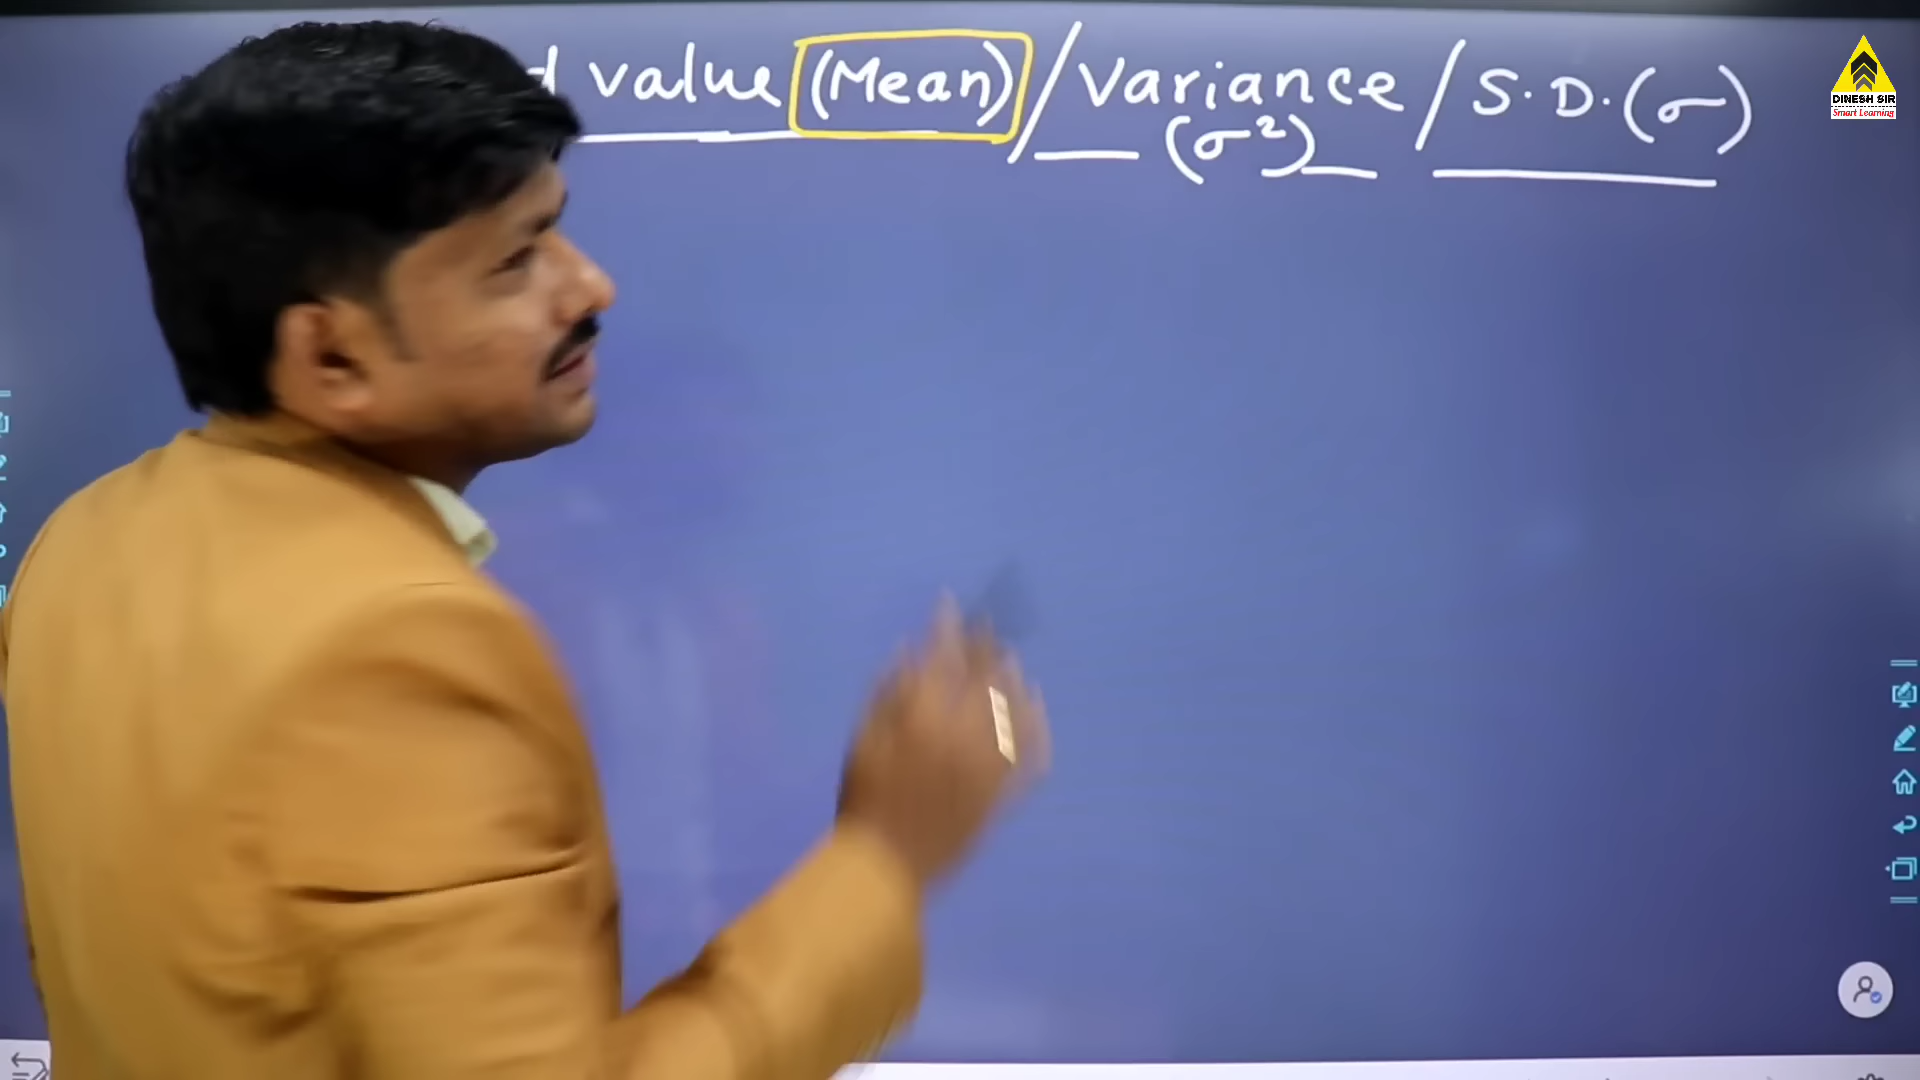 d value (Mean) / Variance / S.D. (σ)
(σ²)
DINESH SIR
Smart Learning